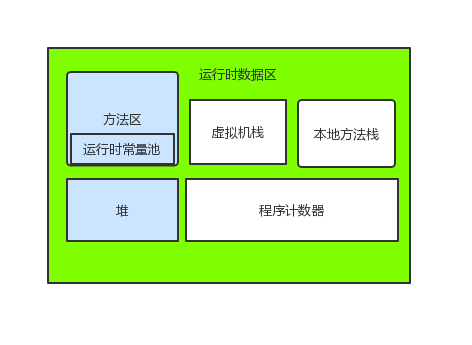 运行时数据区
方法区
运行时常量池
虚拟机栈
本地方法栈
堆
程序计数器